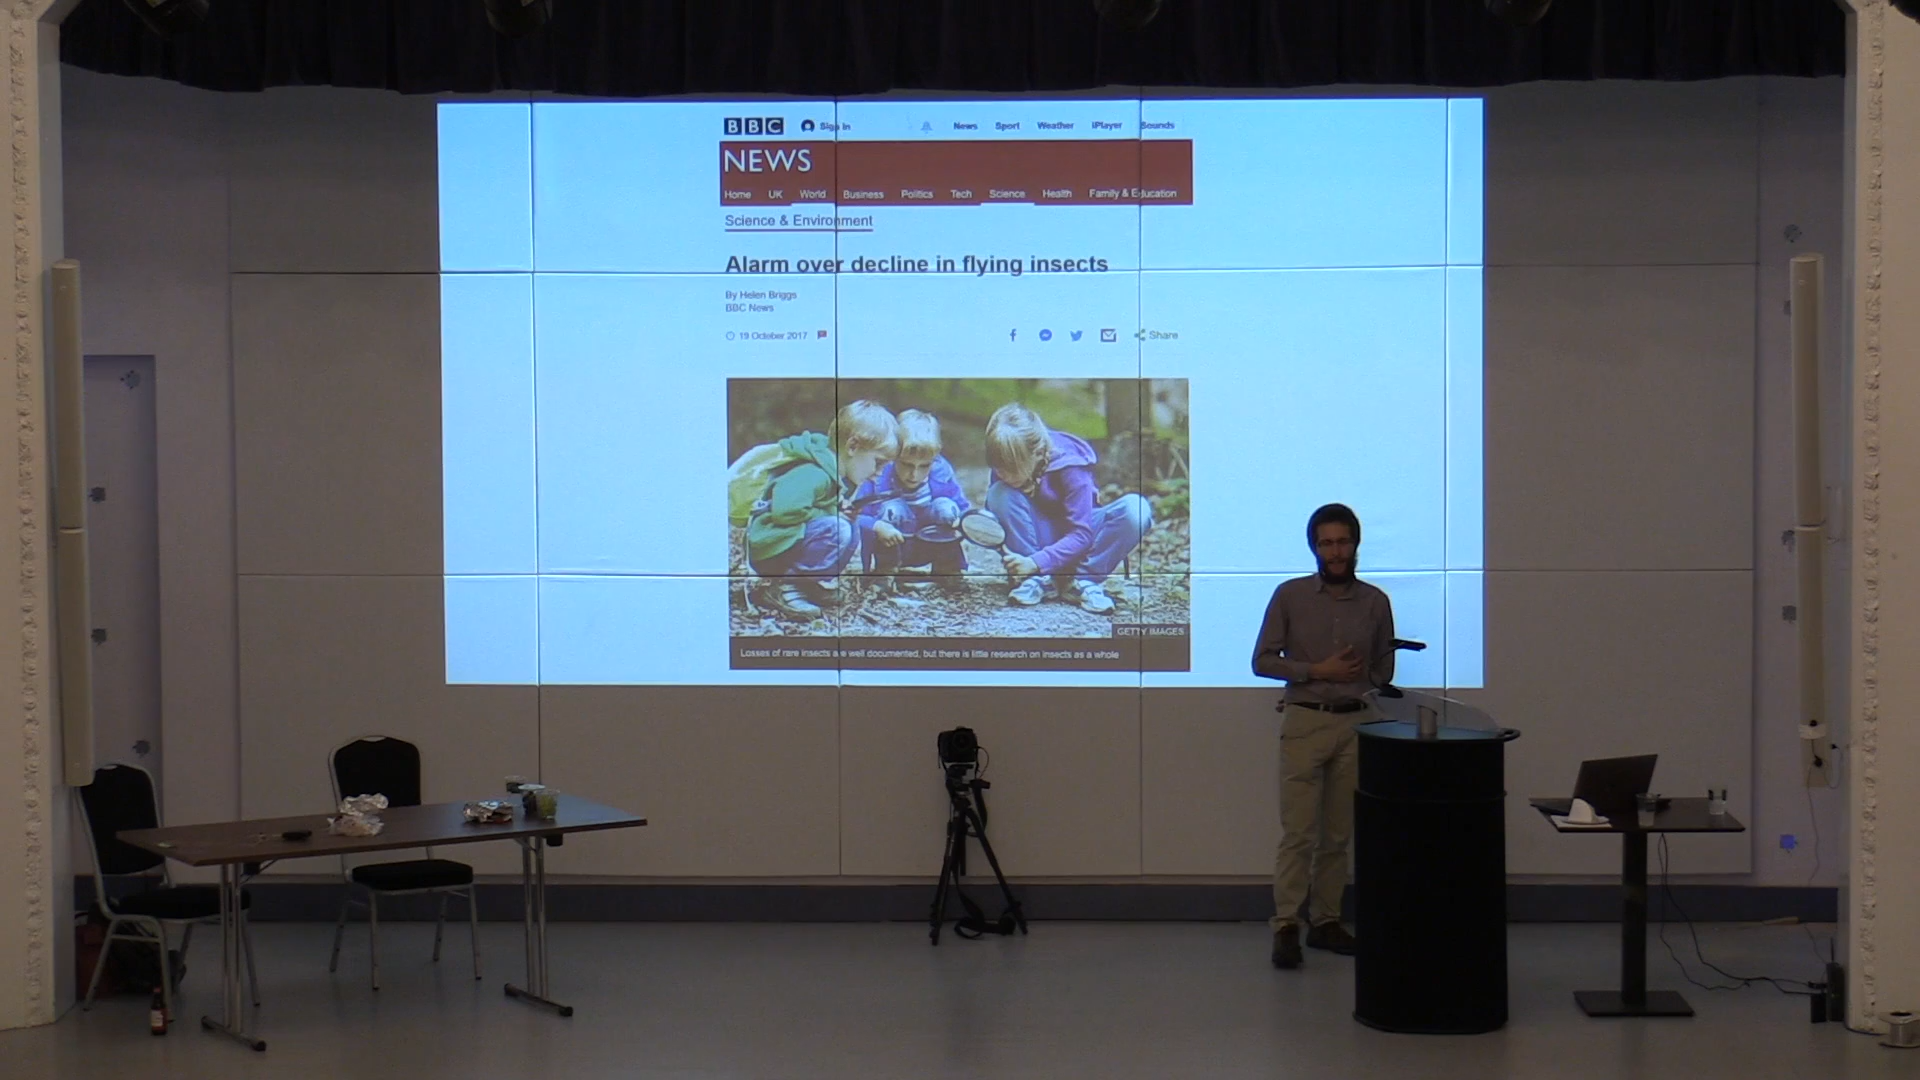 BBC Sign in News Sport Weather iPlayer Sounds
NEWS
Home UK World Business Politics Tech Science Health Family & Education
Science & Environment
Alarm over decline in flying insects
By Helen Briggs
BBC News
19 October 2017 Share
GETTY IMAGES
Losses of rare insects are well documented, but there is little research on insects as a whole